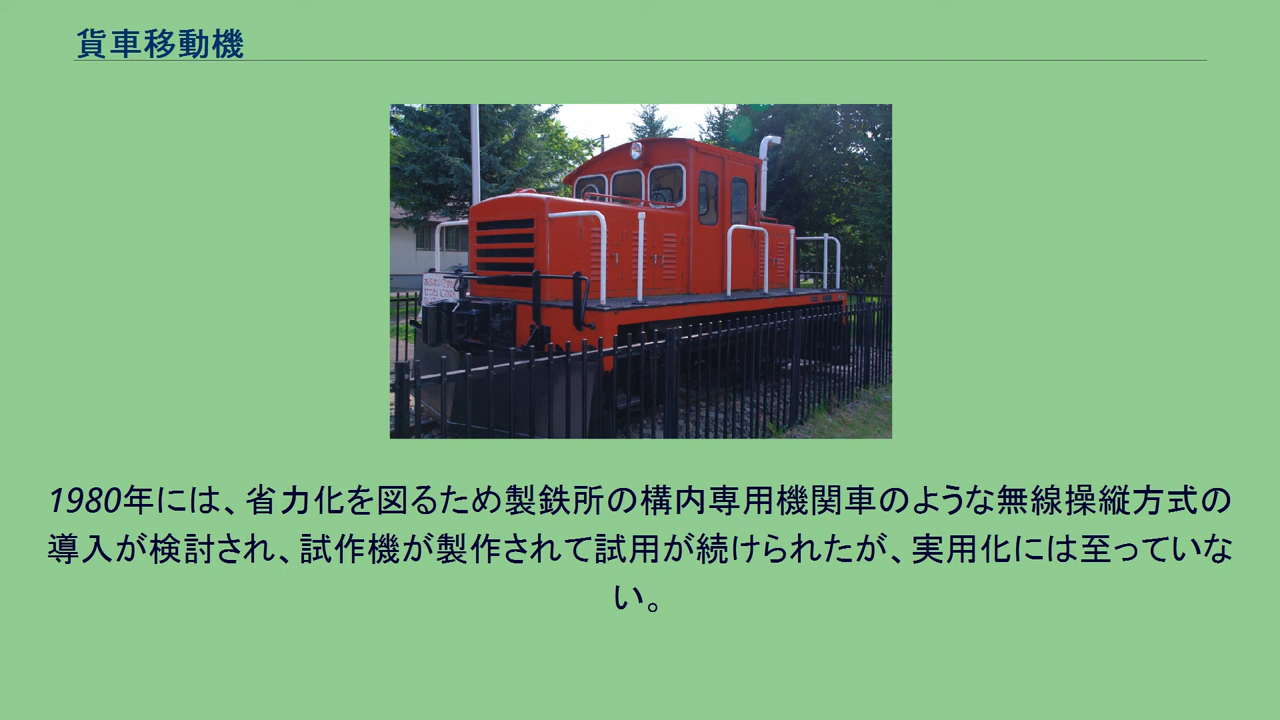 貨車移動機
1980年には、省力化を図るため製鉄所の構内専用機関車のような無線操縦方式の
導入が検討され、試作機が製作されて試用が続けられたが、実用化には至っていな
い。